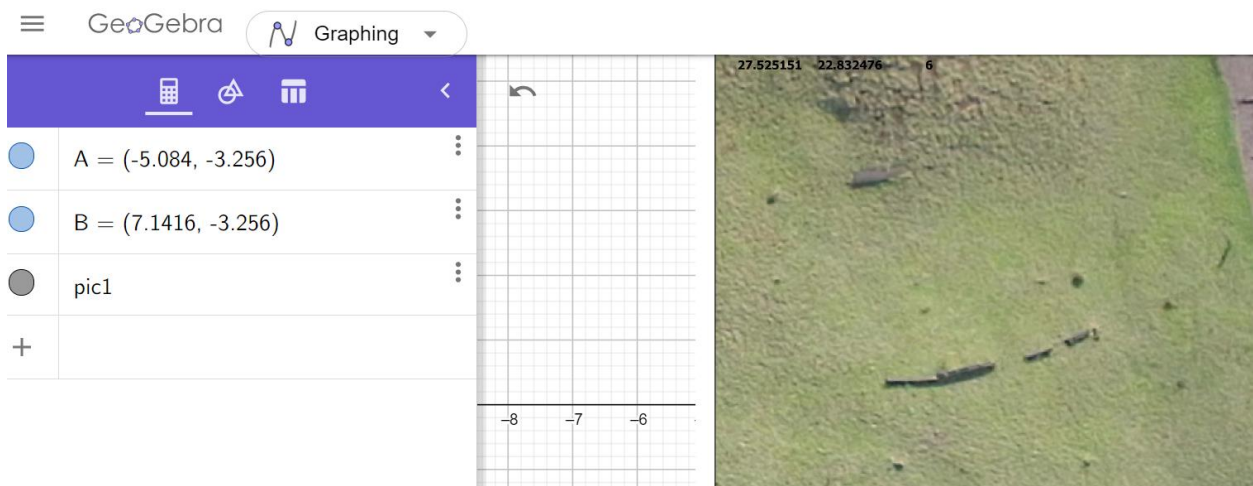 GeoGebra
Graphing
27.525151 22.832476 6
A = (-5.084, -3.256)
B = (7.1416, -3.256)
pic1
+
-8 -7 -6